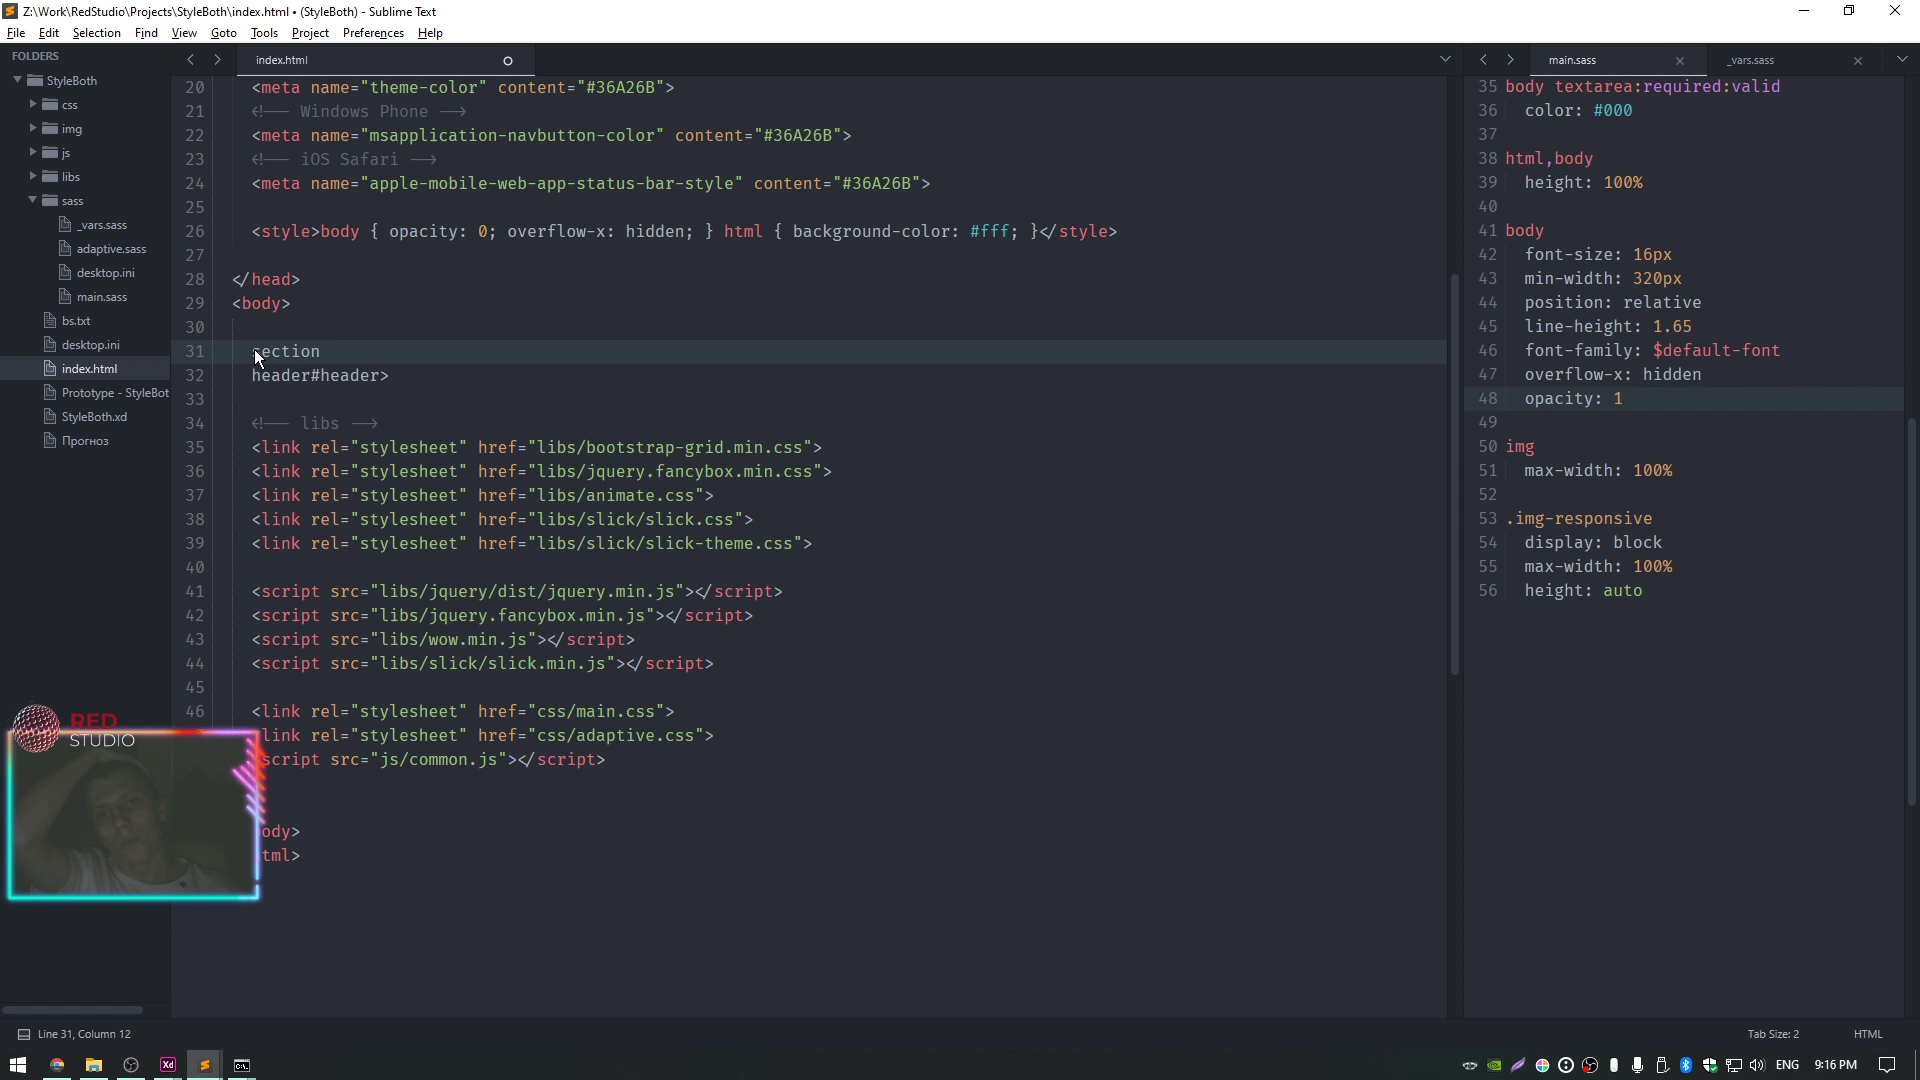 Z:\Work\RedStudio\Projects\StyleBoth\index.html • (StyleBoth) - Sublime Text
File Edit Selection Find View Goto Tools Project Preferences Help
FOLDERS
StyleBoth
css
img
js
libs
sass
_vars.sass
adaptive.sass
desktop.ini
main.sass
bs.txt
desktop.ini
index.html
Prototype - StyleBot
StyleBoth.xd
Прогноз
index.html
20 <meta name="theme-color" content="#36A26B">
21 <!-- Windows Phone -->
22 <meta name="msapplication-navbutton-color" content="#36A26B">
23 <!-- iOS Safari -->
24 <meta name="apple-mobile-web-app-status-bar-style" content="#36A26B">
25
26 <style>body { opacity: 0; overflow-x: hidden; } html { background-color: #fff; }</style>
27
28 </head>
29 <body>
30
31 section
32 header#header>
33
34 <!-- libs -->
35 <link rel="stylesheet" href="libs/bootstrap-grid.min.css">
36 <link rel="stylesheet" href="libs/jquery.fancybox.min.css">
37 <link rel="stylesheet" href="libs/animate.css">
38 <link rel="stylesheet" href="libs/slick/slick.css">
39 <link rel="stylesheet" href="libs/slick/slick-theme.css">
40
41 <script src="libs/jquery/dist/jquery.min.js"></script>
42 <script src="libs/jquery.fancybox.min.js"></script>
43 <script src="libs/wow.min.js"></script>
44 <script src="libs/slick/slick.min.js"></script>
45
46 <link rel="stylesheet" href="css/main.css">
link rel="stylesheet" href="css/adaptive.css">
script src="js/common.js"></script>
ody>
tml>
main.sass
_vars.sass
35 body textarea:required:valid
36 color: #000
37
38 html,body
39 height: 100%
40
41 body
42 font-size: 16px
43 min-width: 320px
44 position: relative
45 line-height: 1.65
46 font-family: $default-font
47 overflow-x: hidden
48 opacity: 1
49
50 img
51 max-width: 100%
52
53 .img-responsive
54 display: block
55 max-width: 100%
56 height: auto
RED
STUDIO
Line 31, Column 12
Tab Size: 2
HTML
Xd
ENG
9:16 PM